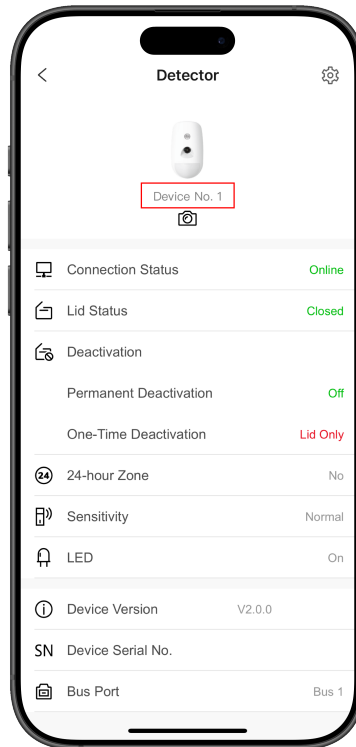 Detector
Device No. 1
Connection Status Online
Lid Status Closed
Deactivation
Permanent Deactivation Off
One-Time Deactivation Lid Only
24 24-hour Zone No
Sensitivity Normal
LED On
Device Version V2.0.0
SN Device Serial No.
Bus Port Bus 1